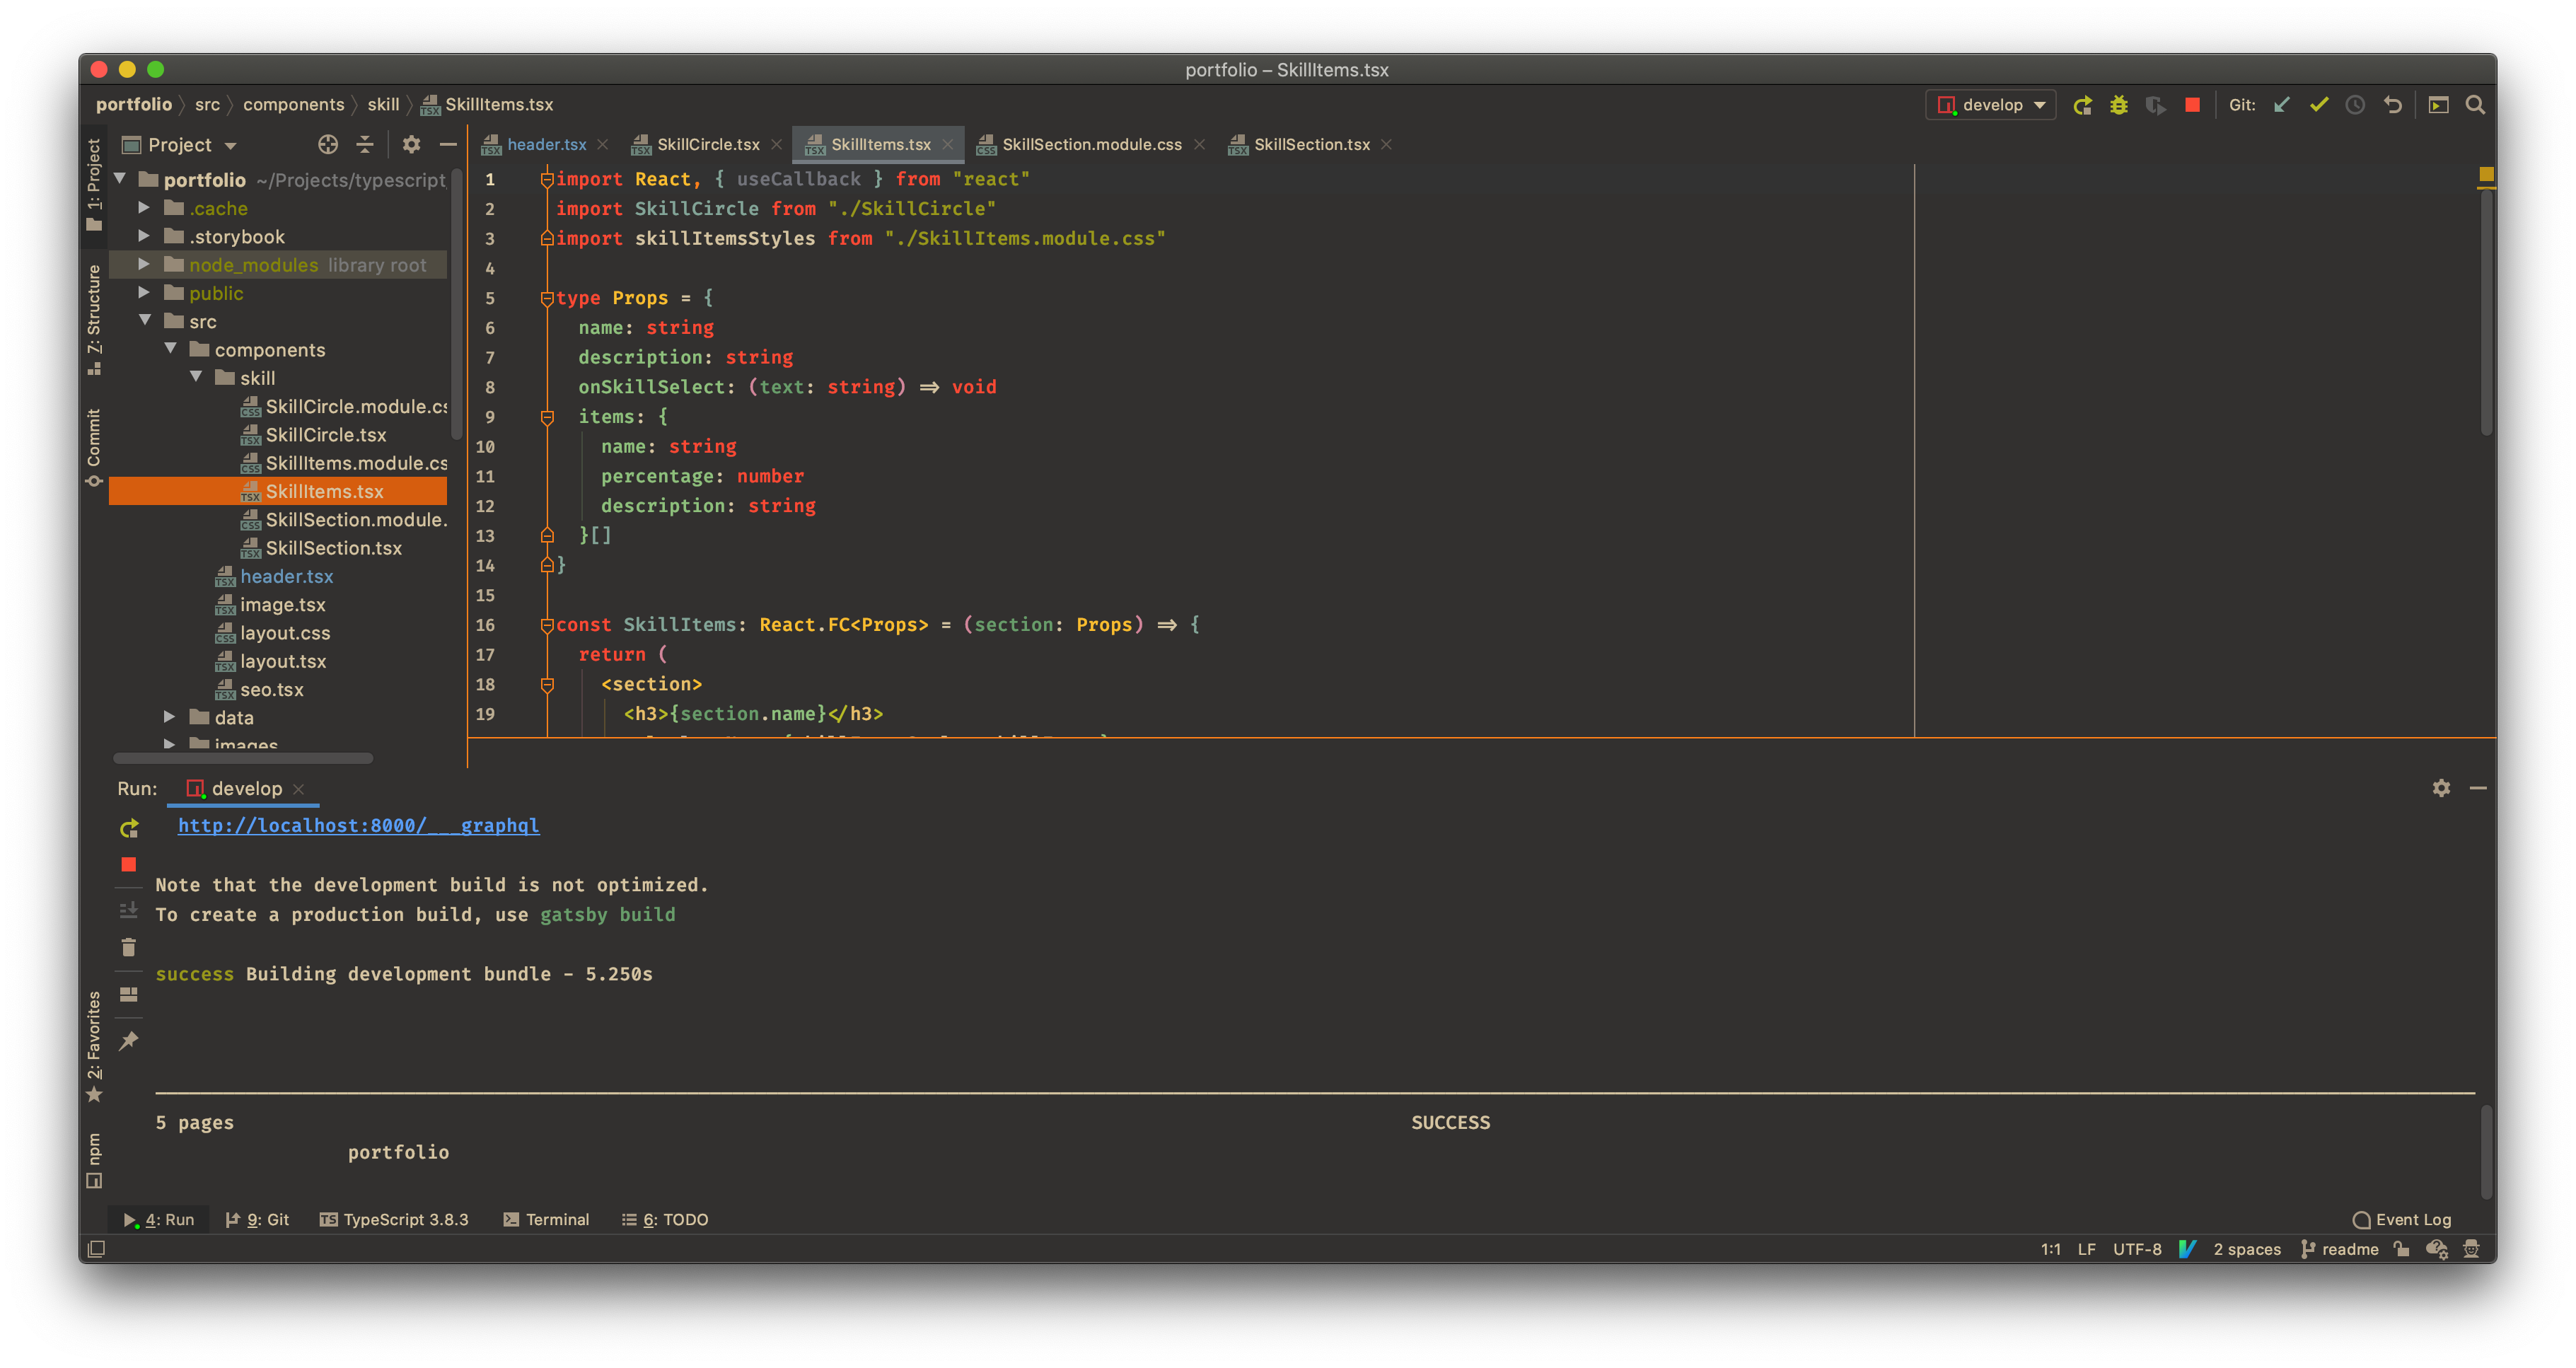 portfolio – SkillItems.tsx
portfolio src components skill SkillItems.tsx
develop Git:
1: Project
Z: Structure
Commit
2: Favorites
npm
Project
portfolio ~/Projects/typescript
.cache
.storybook
node_modules library root
public
src
components
skill
SkillCircle.module.cs
SkillCircle.tsx
SkillItems.module.cs
SkillItems.tsx
SkillSection.module.
SkillSection.tsx
header.tsx
image.tsx
layout.css
layout.tsx
seo.tsx
data
images
header.tsx SkillCircle.tsx SkillItems.tsx SkillSection.module.css SkillSection.tsx
1 import React, { useCallback } from "react"
2 import SkillCircle from "./SkillCircle"
3 import skillItemsStyles from "./SkillItems.module.css"
4
5 type Props = {
6 name: string
7 description: string
8 onSkillSelect: (text: string) => void
9 items: {
10 name: string
11 percentage: number
12 description: string
13 }[]
14 }
15
16 const SkillItems: React.FC<Props> = (section: Props) => {
17 return (
18 <section>
19 <h3>{section.name}</h3>
Run: develop
http://localhost:8000/___graphql
Note that the development build is not optimized.
To create a production build, use gatsby build
success Building development bundle - 5.250s
5 pages SUCCESS
portfolio
4: Run 9: Git TypeScript 3.8.3 Terminal 6: TODO Event Log
1:1 LF UTF-8 2 spaces readme